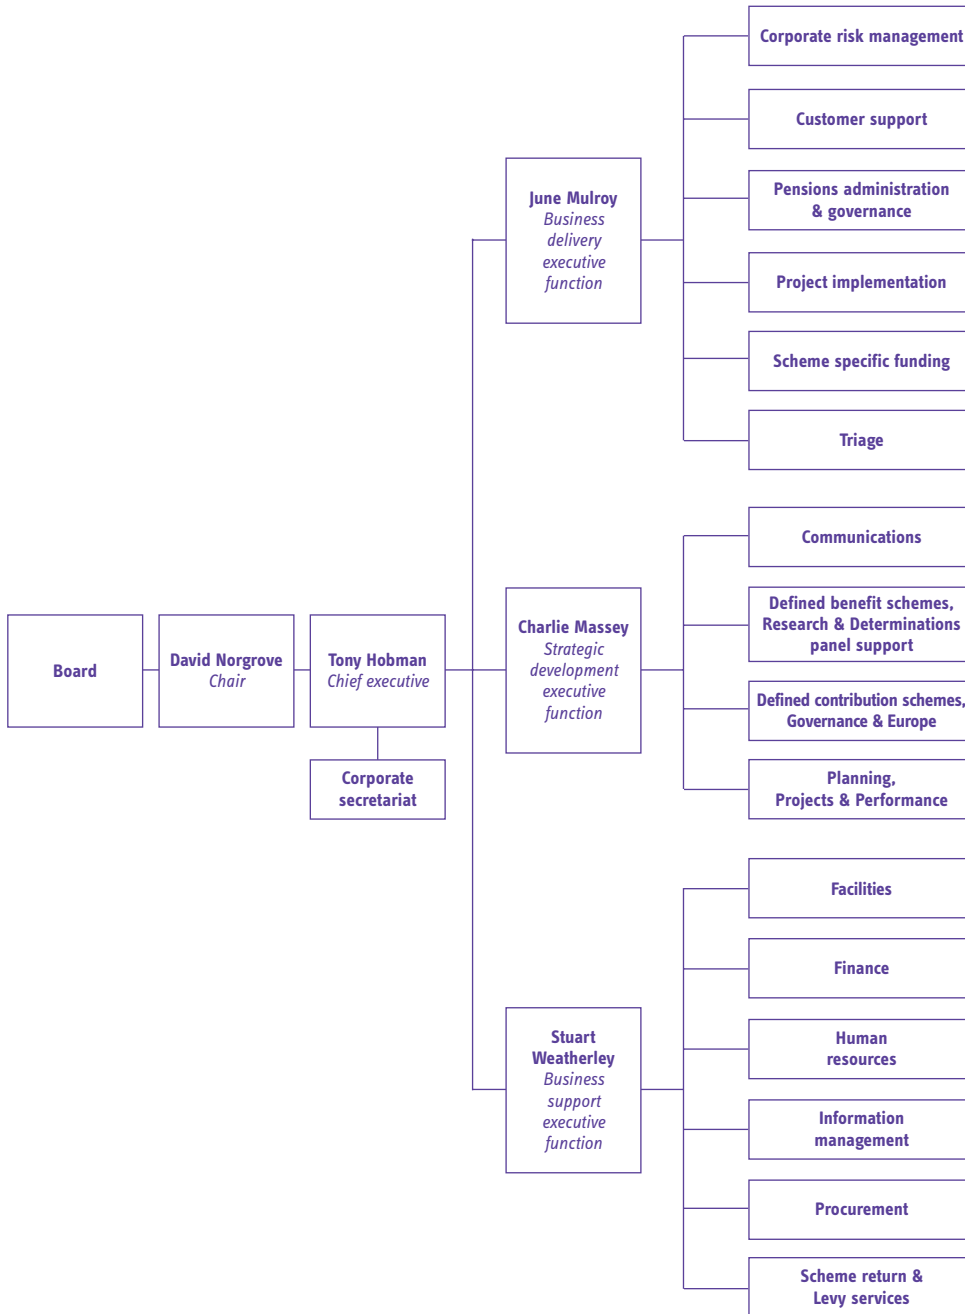 Board
David Norgrove
Chair
Tony Hobman
Chief executive
Corporate
secretariat
June Mulroy
Business
delivery
executive
function
Corporate risk management
Customer support
Pensions administration
& governance
Project implementation
Scheme specific funding
Triage
Charlie Massey
Strategic
development
executive
function
Communications
Defined benefit schemes,
Research & Determinations
panel support
Defined contribution schemes,
Governance & Europe
Planning,
Projects & Performance
Stuart
Weatherley
Business
support
executive
function
Facilities
Finance
Human
resources
Information
management
Procurement
Scheme return &
Levy services